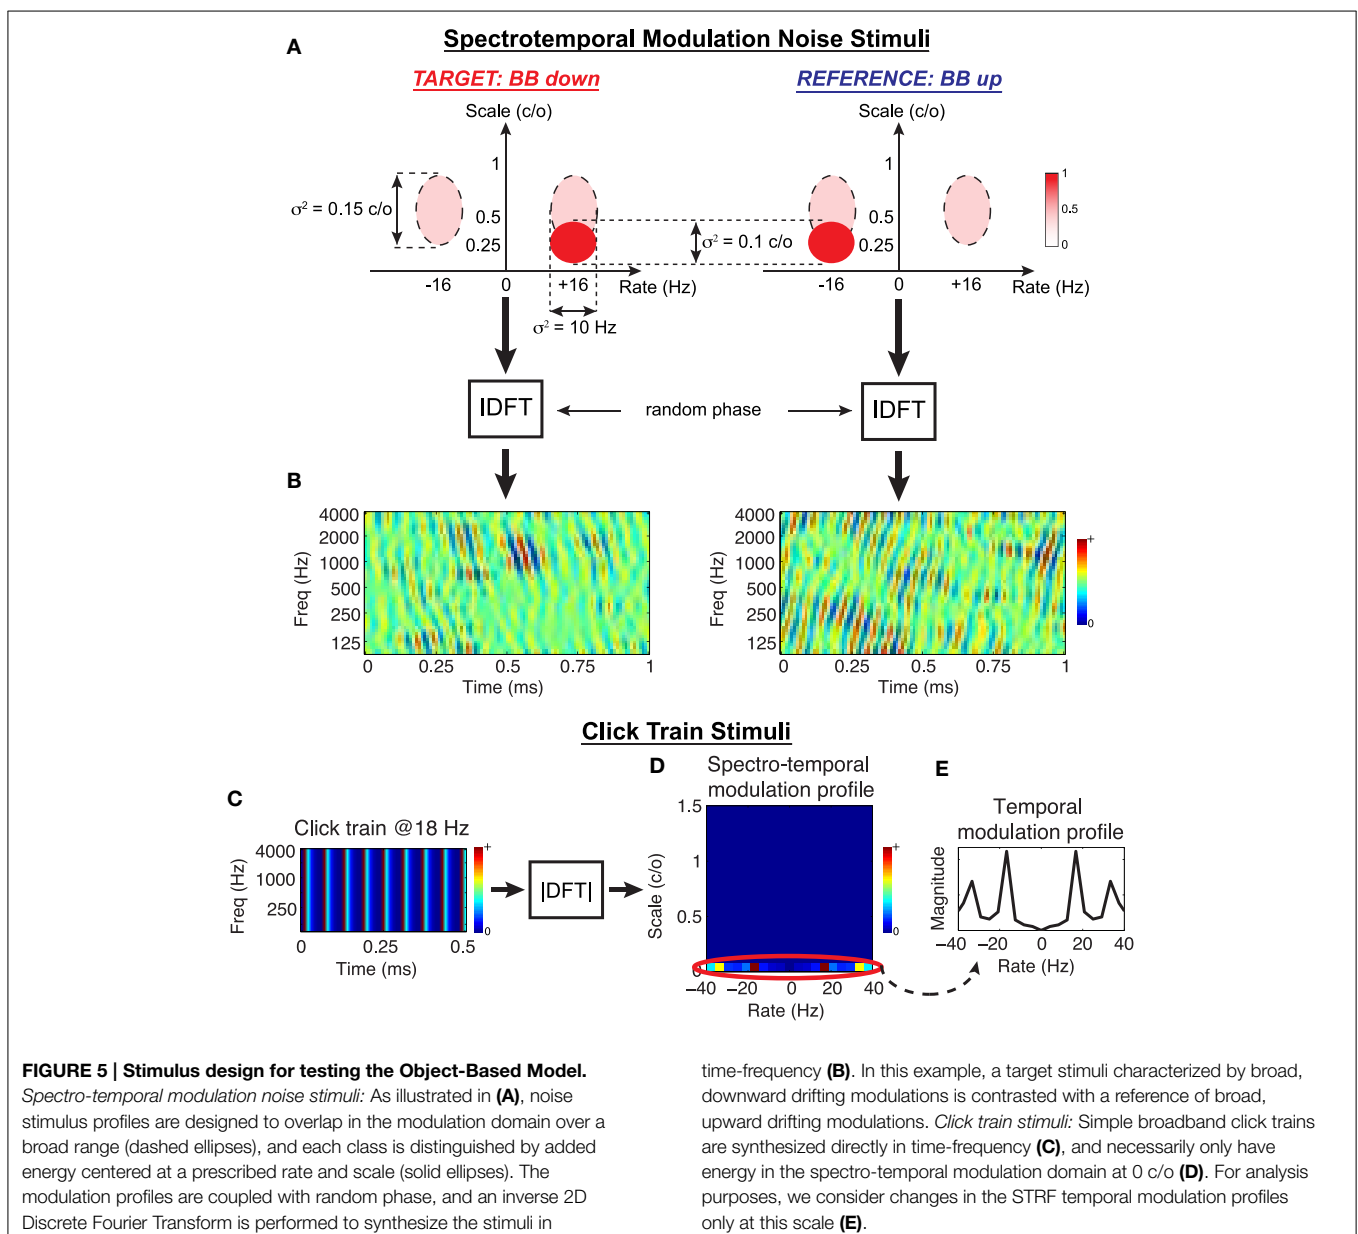 A
Spectrotemporal Modulation Noise Stimuli
TARGET: BB down
REFERENCE: BB up
Scale (c/o)
1
0.5
0.25
σ² = 0.15 c/o
-16
0
+16
Rate (Hz)
σ² = 10 Hz
σ² = 0.1 c/o
Scale (c/o)
1
0.5
0.25
-16
0
+16
Rate (Hz)
1
0.5
0
IDFT
random phase
IDFT
B
Freq (Hz)
4000
2000
1000
500
250
125
0
0.25
0.5
0.75
1
Time (ms)
Freq (Hz)
4000
2000
1000
500
250
125
0
0.25
0.5
0.75
1
Time (ms)
+
0
Click Train Stimuli
C
Click train @18 Hz
Freq (Hz)
4000
1000
250
0
0.25
0.5
Time (ms)
+
0
|DFT|
D
Spectro-temporal
modulation profile
Scale (c/o)
1.5
1
0.5
0
−40
−20
0
20
40
Rate (Hz)
+
0
E
Temporal
modulation profile
Magnitude
−40
−20
0
20
40
Rate (Hz)
FIGURE 5 | Stimulus design for testing the Object-Based Model.
Spectro-temporal modulation noise stimuli: As illustrated in (A), noise
stimulus profiles are designed to overlap in the modulation domain over a
broad range (dashed ellipses), and each class is distinguished by added
energy centered at a prescribed rate and scale (solid ellipses). The
modulation profiles are coupled with random phase, and an inverse 2D
Discrete Fourier Transform is performed to synthesize the stimuli in
time-frequency (B). In this example, a target stimuli characterized by broad,
downward drifting modulations is contrasted with a reference of broad,
upward drifting modulations. Click train stimuli: Simple broadband click trains
are synthesized directly in time-frequency (C), and necessarily only have
energy in the spectro-temporal modulation domain at 0 c/o (D). For analysis
purposes, we consider changes in the STRF temporal modulation profiles
only at this scale (E).